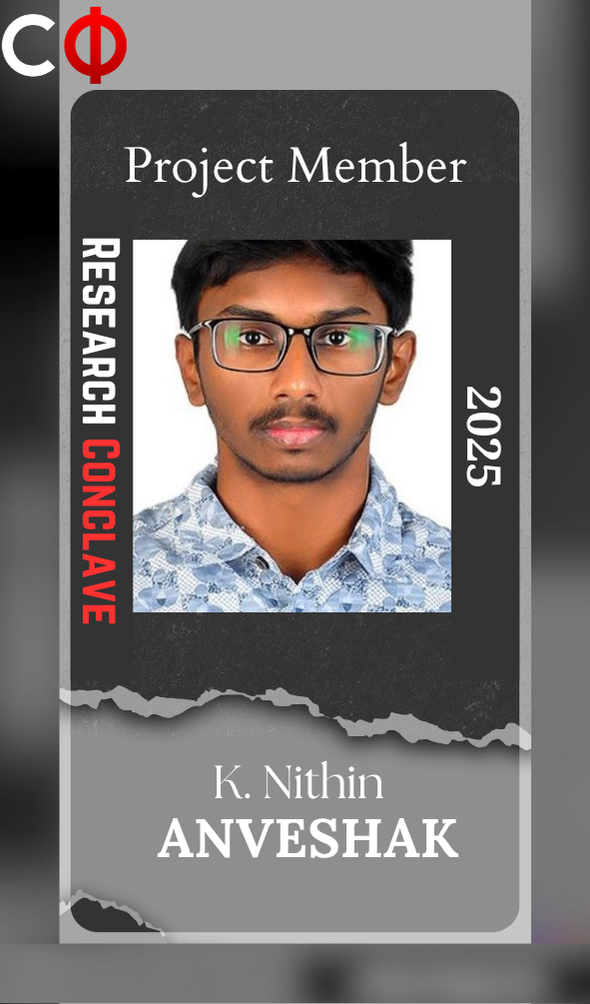 CΦ
Project Member
RESEARCH CONCLAVE
2025
K. Nithin
ANVESHAK